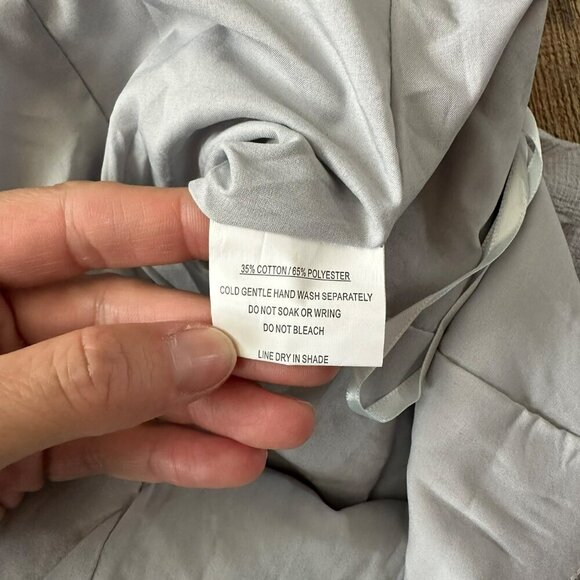 35% COTTON / 65% POLYESTER
COLD GENTLE HAND WASH SEPARATELY
DO NOT SOAK OR WRING
DO NOT BLEACH
LINE DRY IN SHADE